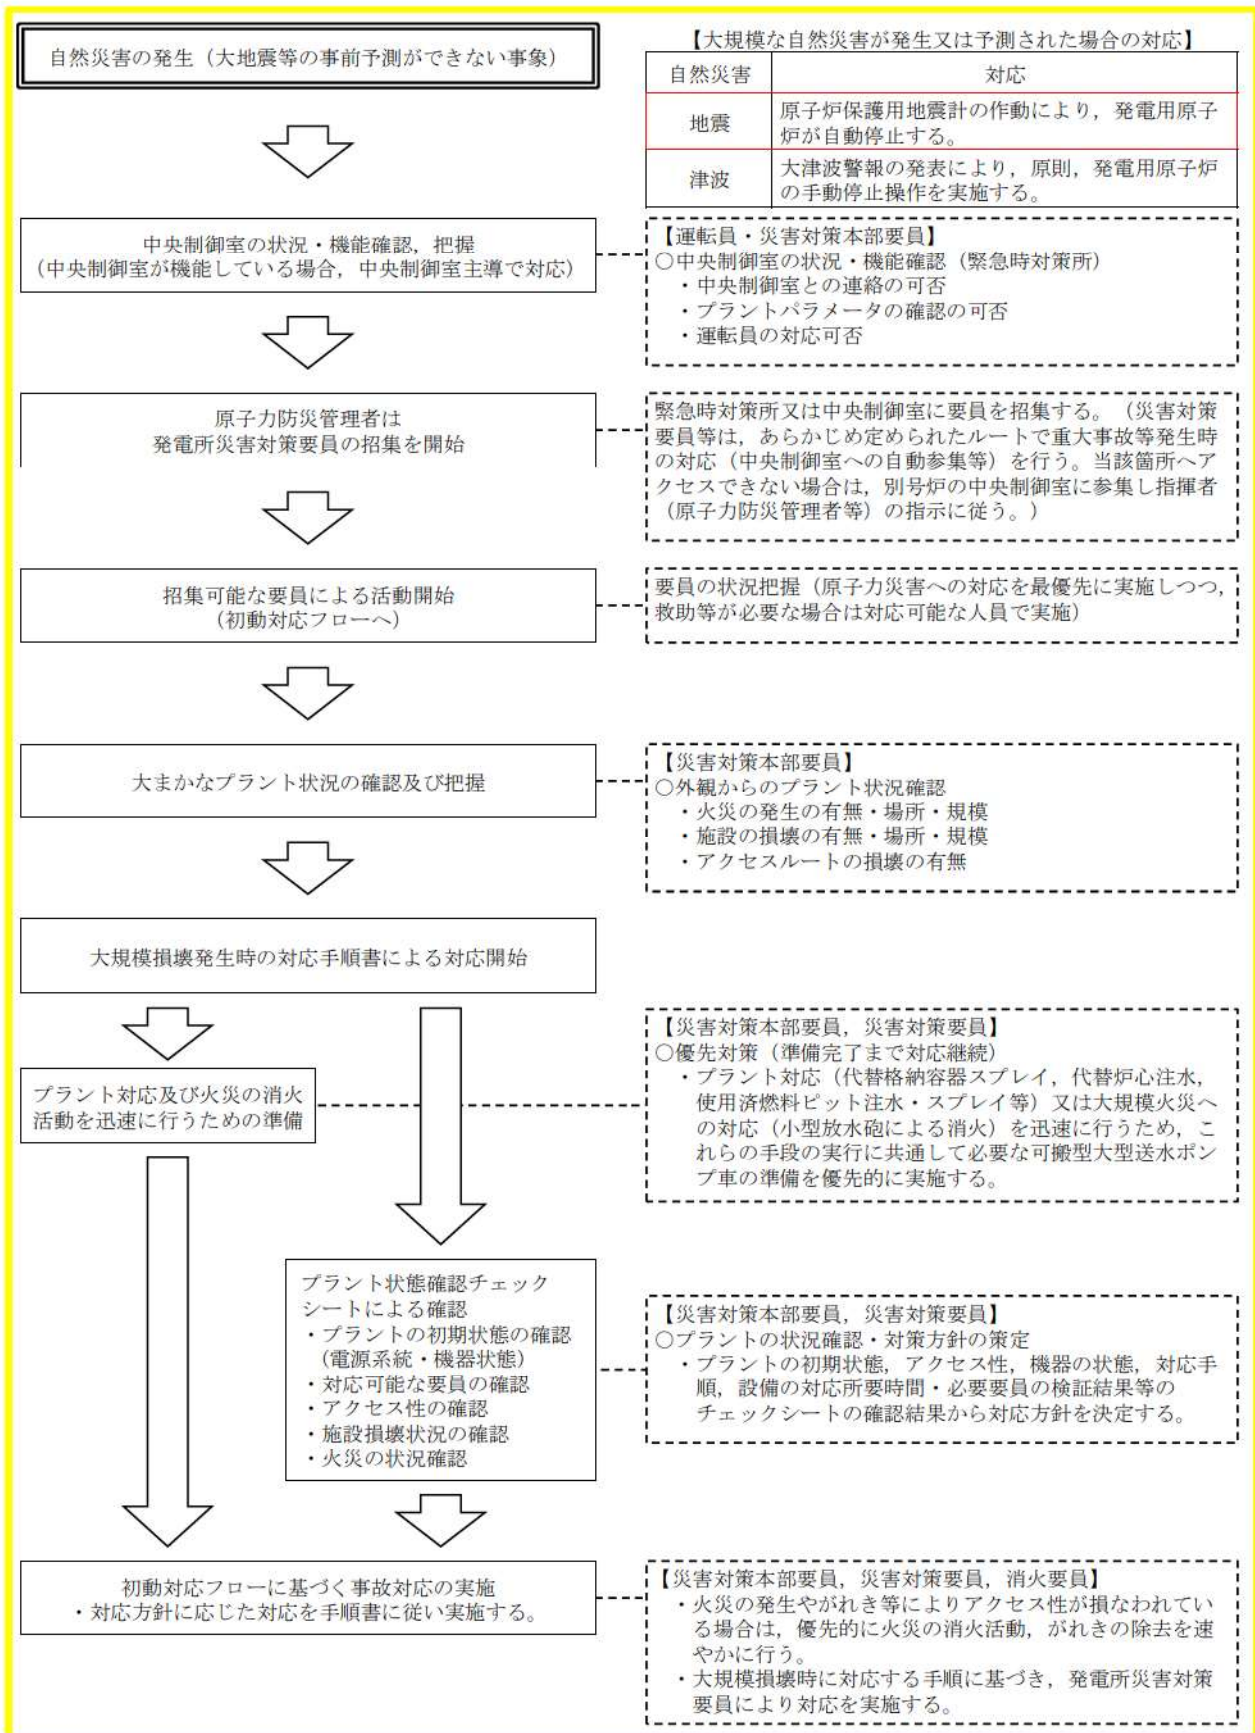 自然災害の発生（大地震等の事前予測ができない事象）
【大規模な自然災害が発生又は予測された場合の対応】
自然災害 対応
地震 原子炉保護用地震計の作動により，発電用原子
炉が自動停止する。
津波 大津波警報の発表により，原則，発電用原子炉
の手動停止操作を実施する。
中央制御室の状況・機能確認，把握
（中央制御室が機能している場合，中央制御室主導で対応）
【運転員・災害対策本部要員】
○中央制御室の状況・機能確認（緊急時対策所）
・中央制御室との連絡の可否
・プラントパラメータの確認の可否
・運転員の対応可否
原子力防災管理者は
発電所災害対策要員の招集を開始
緊急時対策所又は中央制御室に要員を招集する。（災害対策
要員等は，あらかじめ定められたルートで重大事故等発生時
の対応（中央制御室への自動参集等）を行う。当該箇所へア
クセスできない場合は，別号炉の中央制御室に参集し指揮者
（原子力防災管理者等）の指示に従う。）
招集可能な要員による活動開始
（初動対応フローへ）
要員の状況把握（原子力災害への対応を最優先に実施しつつ，
救助等が必要な場合は対応可能な人員で実施）
大まかなプラント状況の確認及び把握
【災害対策本部要員】
○外観からのプラント状況確認
・火災の発生の有無・場所・規模
・施設の損壊の有無・場所・規模
・アクセスルートの損壊の有無
大規模損壊発生時の対応手順書による対応開始
プラント対応及び火災の消火
活動を迅速に行うための準備
【災害対策本部要員，災害対策要員】
○優先対策（準備完了まで対応継続）
・プラント対応（代替格納容器スプレイ，代替炉心注水，
使用済燃料ピット注水・スプレイ等）又は大規模火災へ
の対応（小型放水砲による消火）を迅速に行うため，こ
れらの手段の実行に共通して必要な可搬型大型送水ポン
プ車の準備を優先的に実施する。
プラント状態確認チェック
シートによる確認
・プラントの初期状態の確認
（電源系統・機器状態）
・対応可能な要員の確認
・アクセス性の確認
・施設損壊状況の確認
・火災の状況確認
【災害対策本部要員，災害対策要員】
○プラントの状況確認・対策方針の策定
・プラントの初期状態，アクセス性，機器の状態，対応手
順，設備の対応所要時間・必要要員の検証結果等の
チェックシートの確認結果から対応方針を決定する。
初動対応フローに基づく事故対応の実施
・対応方針に応じた対応を手順書に従い実施する。
【災害対策本部要員，災害対策要員，消火要員】
・火災の発生やがれき等によりアクセス性が損なわれてい
る場合は，優先的に火災の消火活動，がれきの除去を速
やかに行う。
・大規模損壊時に対応する手順に基づき，発電所災害対策
要員により対応を実施する。